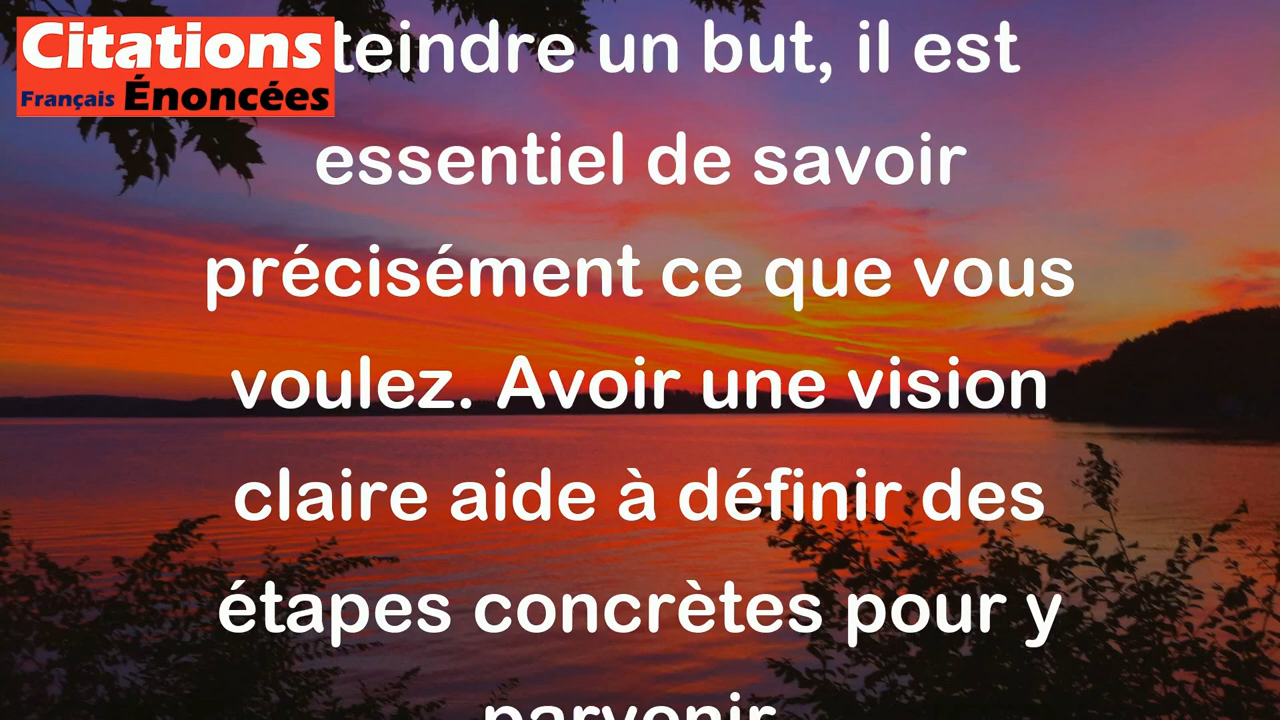 Citations
Français Énoncées
teindre un but, il est
essentiel de savoir
précisément ce que vous
voulez. Avoir une vision
claire aide à définir des
étapes concrètes pour y
parvenir